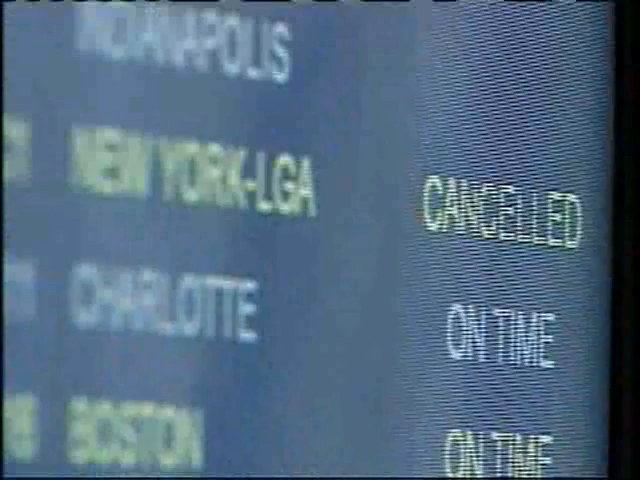 INDIANAPOLIS
NEW YORK-LGA CANCELLED
CHARLOTTE ON TIME
BOSTON ON TIME